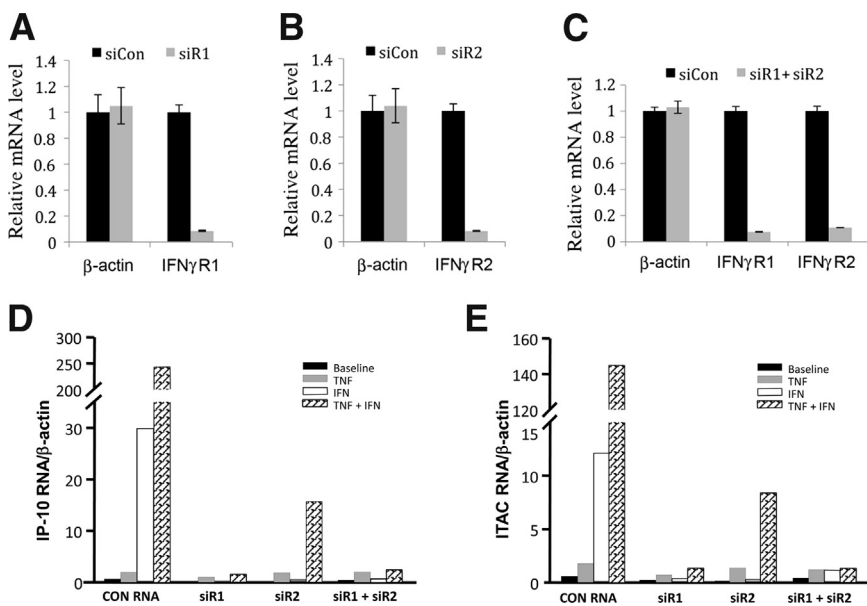 A
siCon siR1
Relative mRNA level
1.4
1.2
1
0.8
0.6
0.4
0.2
0
β-actin IFNγR1
B
siCon siR2
Relative mRNA level
1.4
1.2
1
0.8
0.6
0.4
0.2
0
β-actin IFNγR2
C
siCon siR1+siR2
Relative mRNA level
1.2
1
0.8
0.6
0.4
0.2
0
β-actin IFNγR1 IFNγR2
D
IP-10 RNA/β-actin
300
250
200
30
20
10
0
Baseline
TNF
IFN
TNF + IFN
CON RNA siR1 siR2 siR1 + siR2
E
ITAC RNA/β-actin
160
140
120
15
10
5
0
Baseline
TNF
IFN
TNF + IFN
CON RNA siR1 siR2 siR1 + siR2